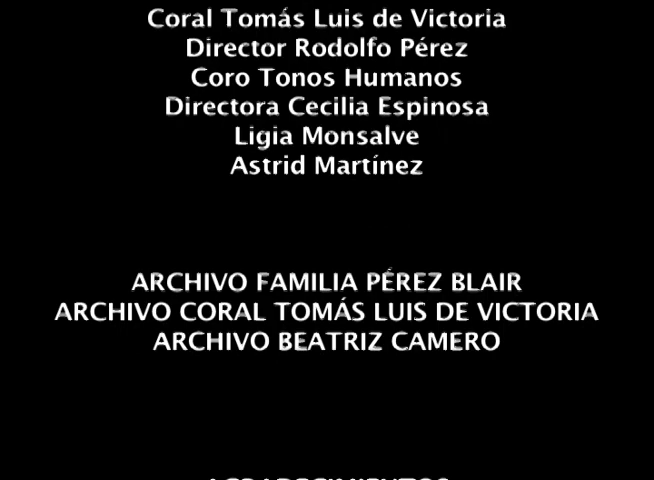 Coral Tomás Luis de Victoria
Director Rodolfo Pérez
Coro Tonos Humanos
Directora Cecilia Espinosa
Ligia Monsalve
Astrid Martínez
ARCHIVO FAMILIA PÉREZ BLAIR
ARCHIVO CORAL TOMÁS LUIS DE VICTORIA
ARCHIVO BEATRIZ CAMERO
AGRADECIMIENTOS